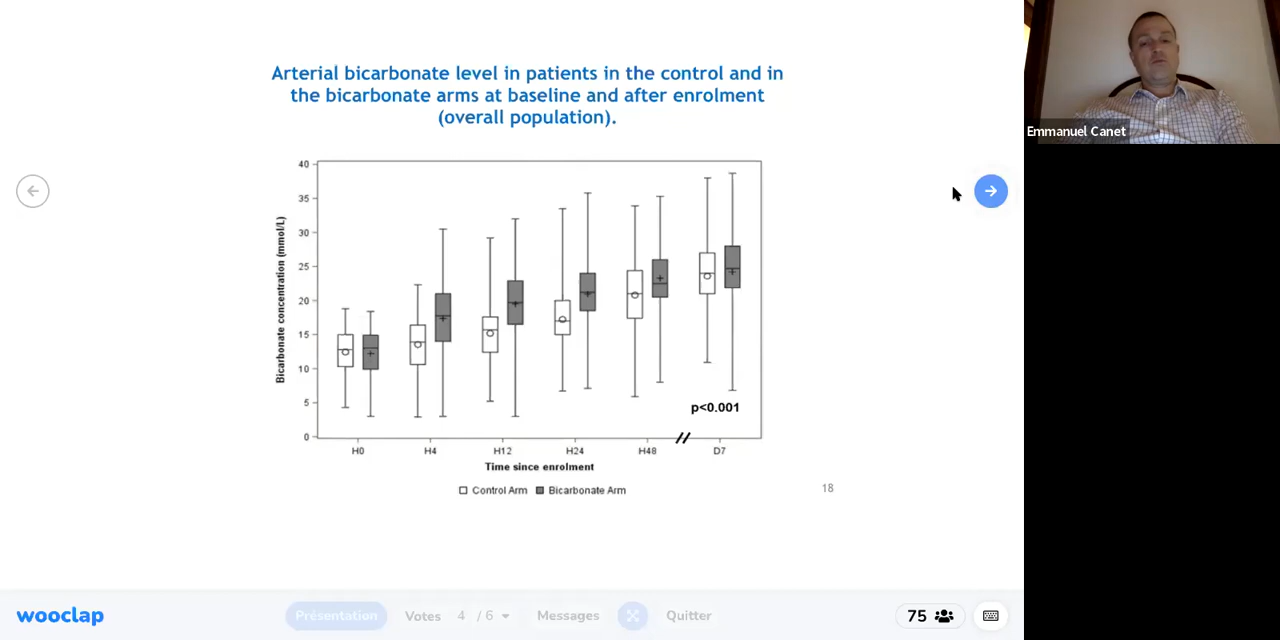 Arterial bicarbonate level in patients in the control and in
the bicarbonate arms at baseline and after enrolment
(overall population).
Emmanuel Canet
Bicarbonate concentration (mmol/L)
40
35
30
25
20
15
10
5
0
p<0.001
H0 H4 H12 H24 H48 D7
Time since enrolment
Control Arm Bicarbonate Arm
18
wooclap
Présentation Votes 4 / 6 Messages Quitter 75